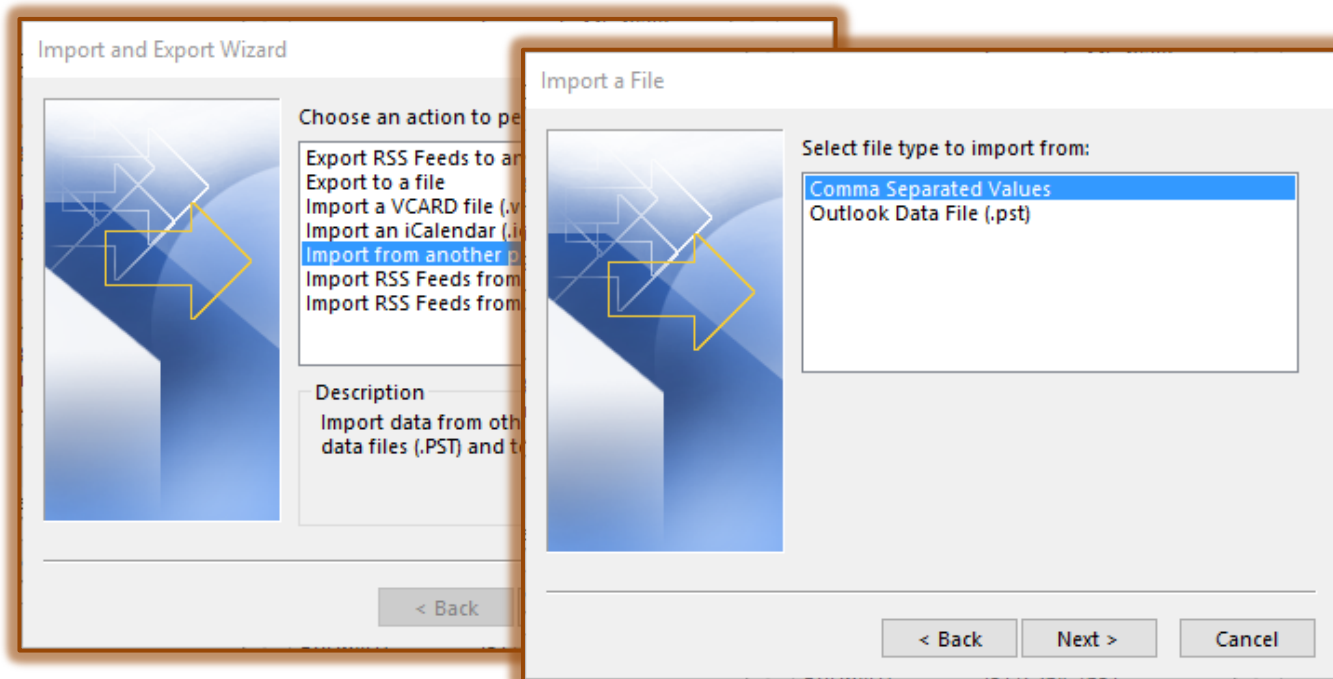 Import and Export Wizard
Choose an action to pe
Export RSS Feeds to an
Export to a file
Import a VCARD file (.v
Import an iCalendar (.i
Import from another p
Import RSS Feeds from
Import RSS Feeds from
Description
Import data from oth
data files (.PST) and t
< Back
Import a File
Select file type to import from:
Comma Separated Values
Outlook Data File (.pst)
< Back
Next >
Cancel